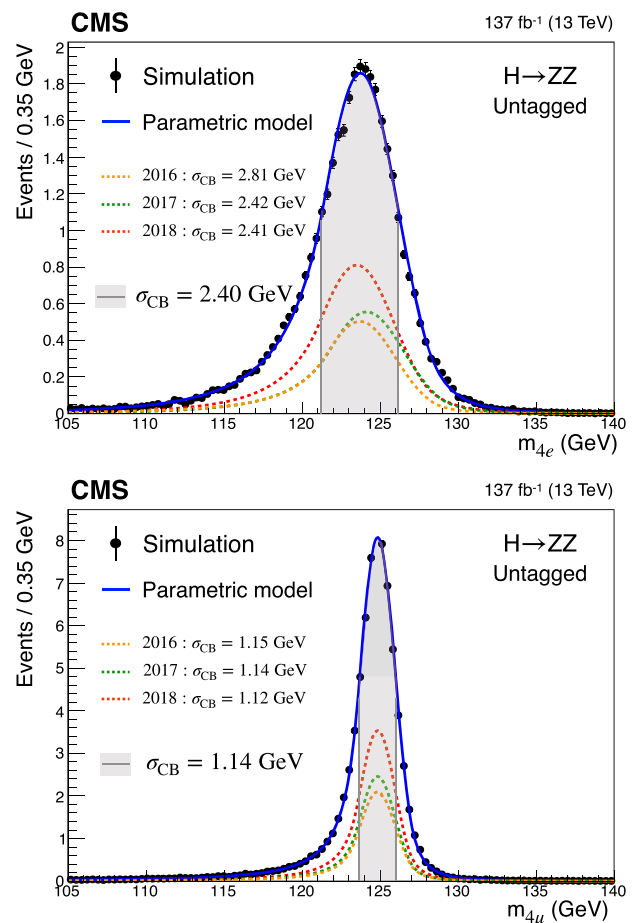 CMS 137 fb⁻¹ (13 TeV)
Events / 0.35 GeV
2
1.8
1.6
1.4
1.2
1
0.8
0.6
0.4
0.2
0
Simulation
Parametric model
2016 : σCB = 2.81 GeV
2017 : σCB = 2.42 GeV
2018 : σCB = 2.41 GeV
σCB = 2.40 GeV
H→ZZ
Untagged
105 110 115 120 125 130 135 140
m4e (GeV)
CMS 137 fb⁻¹ (13 TeV)
Events / 0.35 GeV
8
7
6
5
4
3
2
1
0
Simulation
Parametric model
2016 : σCB = 1.15 GeV
2017 : σCB = 1.14 GeV
2018 : σCB = 1.12 GeV
σCB = 1.14 GeV
H→ZZ
Untagged
105 110 115 120 125 130 135 140
m4μ (GeV)